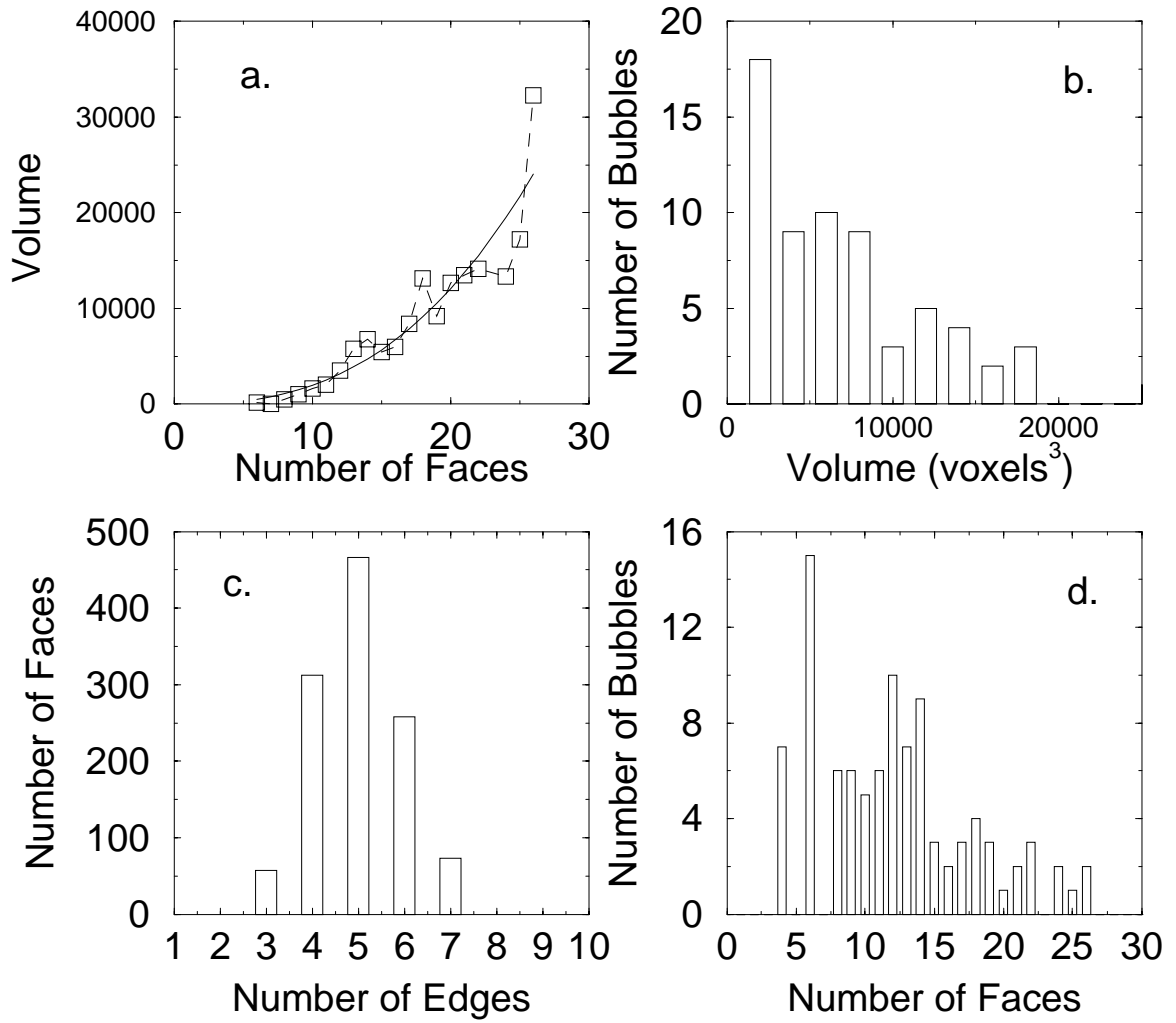 40000
30000
20000
10000
0
Volume
a.
0 10 20 30
Number of Faces
20
15
10
5
0
Number of Bubbles
b.
0 10000 20000
Volume (voxels³)
500
400
300
200
100
0
Number of Faces
c.
1 2 3 4 5 6 7 8 9 10
Number of Edges
16
12
8
4
0
Number of Bubbles
d.
0 5 10 15 20 25 30
Number of Faces